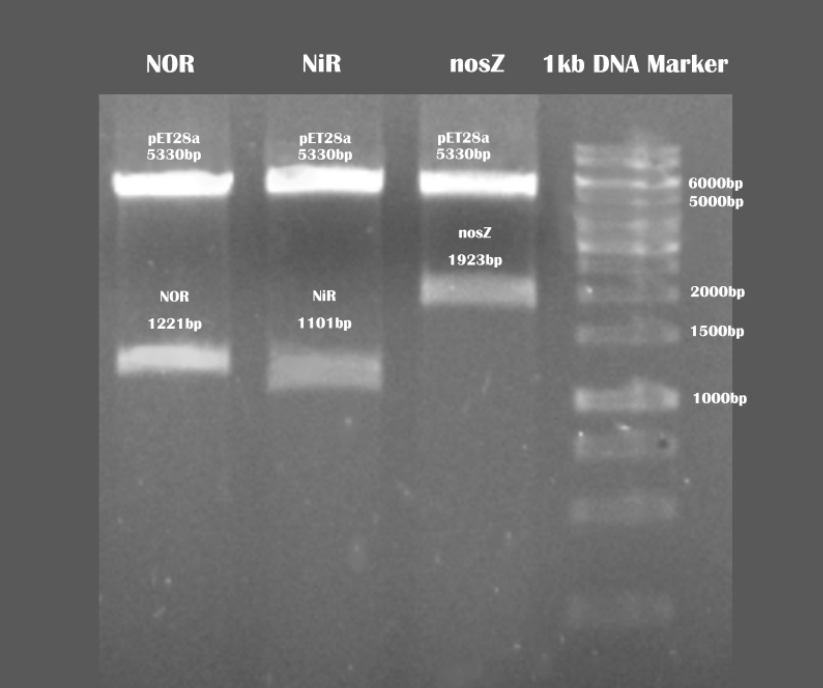 NOR NiR nosZ 1kb DNA Marker
pET28a
5330bp
pET28a
5330bp
pET28a
5330bp
6000bp
5000bp
nosZ
1923bp
NOR
1221bp
NiR
1101bp
2000bp
1500bp
1000bp